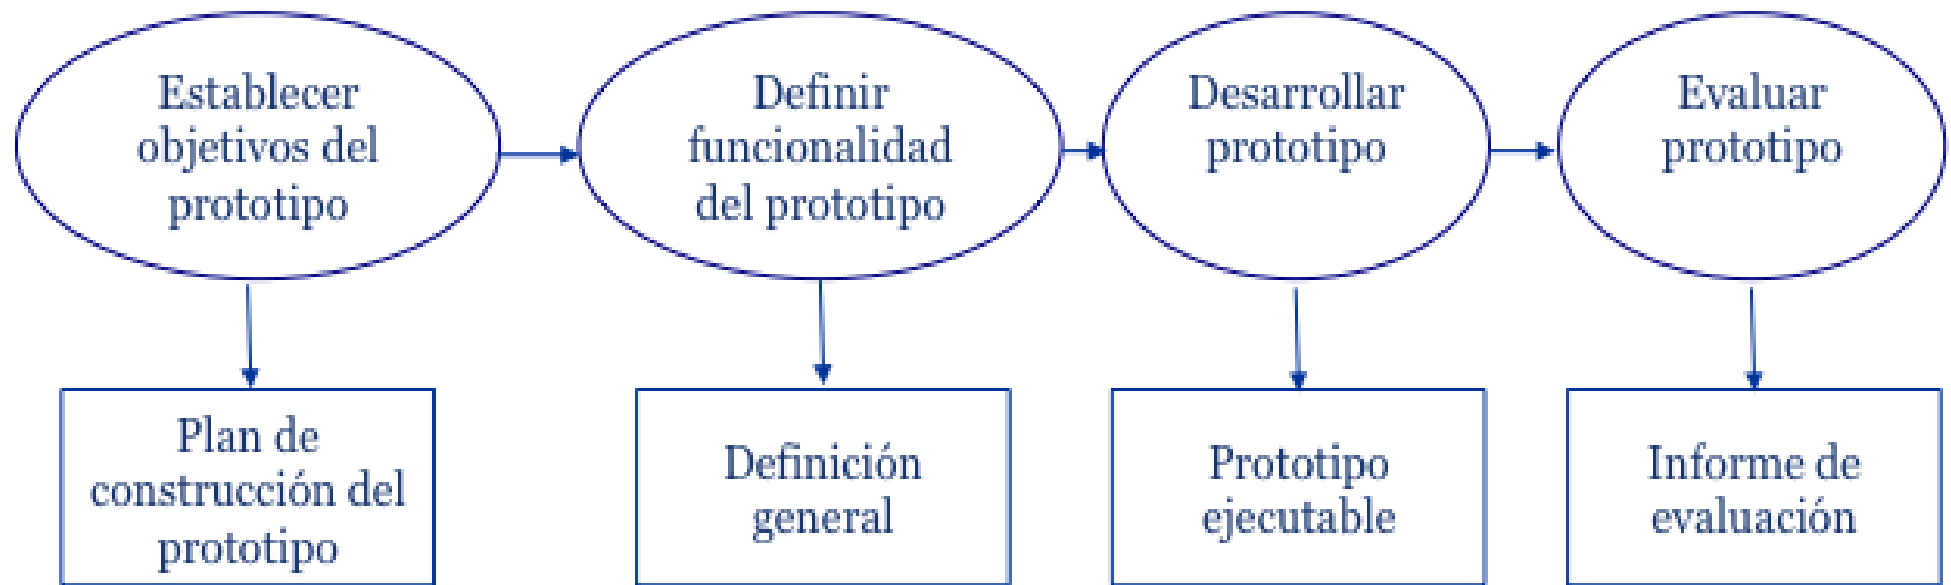 Establecer
objetivos del
prototipo
Definir
funcionalidad
del prototipo
Desarrollar
prototipo
Evaluar
prototipo
Plan de
construcción del
prototipo
Definición
general
Prototipo
ejecutable
Informe de
evaluación